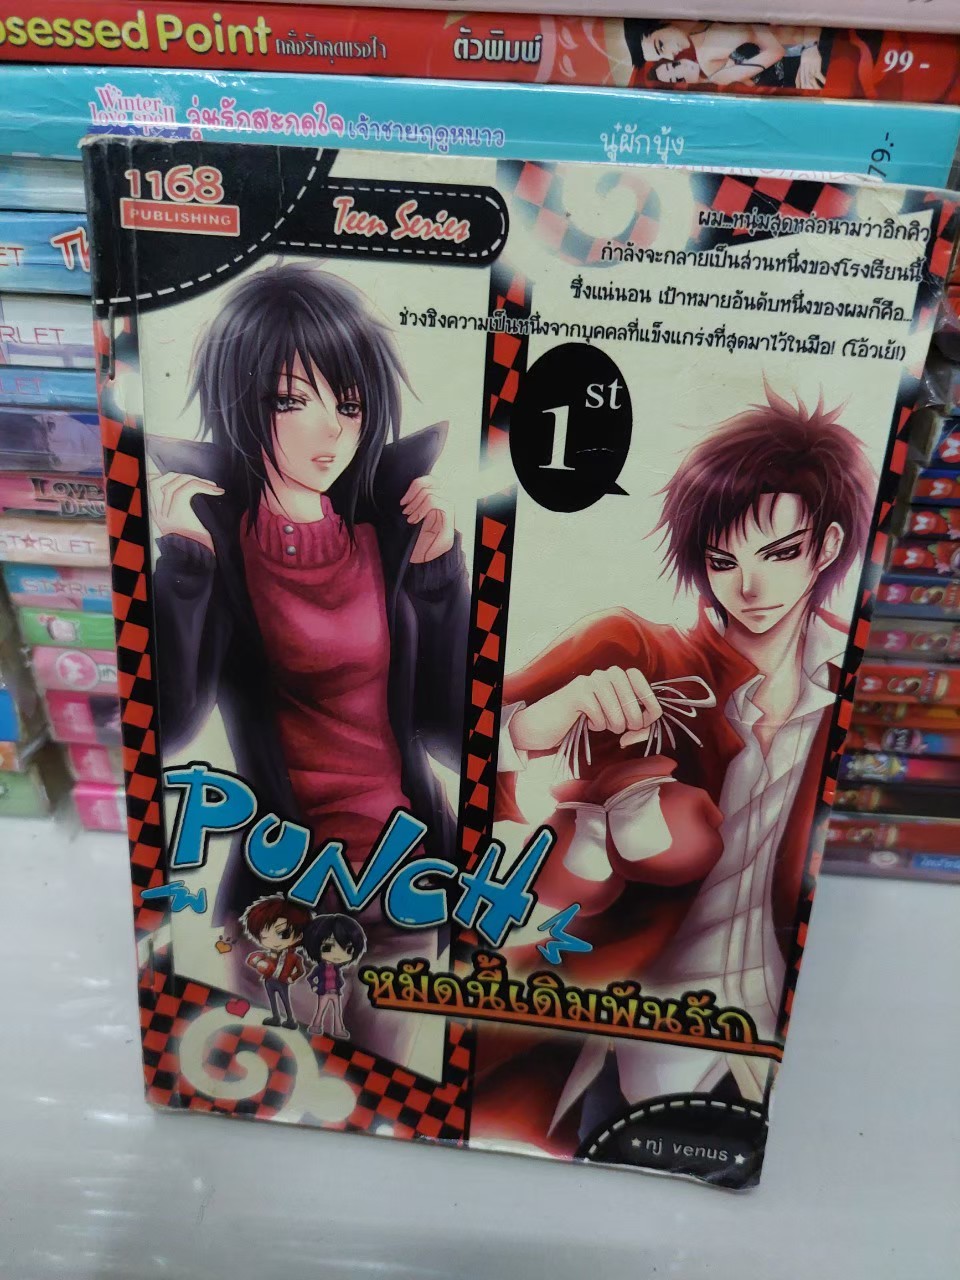 bsessed Point คลั่งรักสุดแรงใจ ตัวพิมพ์ 99 -
Winter love spell วุ่นรักสะกดใจเจ้าชายฤดูหนาว นู๋ผักบุ้ง 79.-
1168
PUBLISHING
Teen Series
ผม...หนุ่มสุดหล่อนามว่าอิกคิว
กำลังจะกลายเป็นส่วนหนึ่งของโรงเรียนนี้
ซึ่งแน่นอน เป้าหมายอันดับหนึ่งของผมก็คือ...
ช่วงชิงความเป็นหนึ่งจากบุคคลที่แข็งแกร่งที่สุดมาไว้ในมือ! (โอ้วเย้!)
1st
PUNCH
หมัดนี้เดิมพันรัก
nj venus
STARLET
STARLET